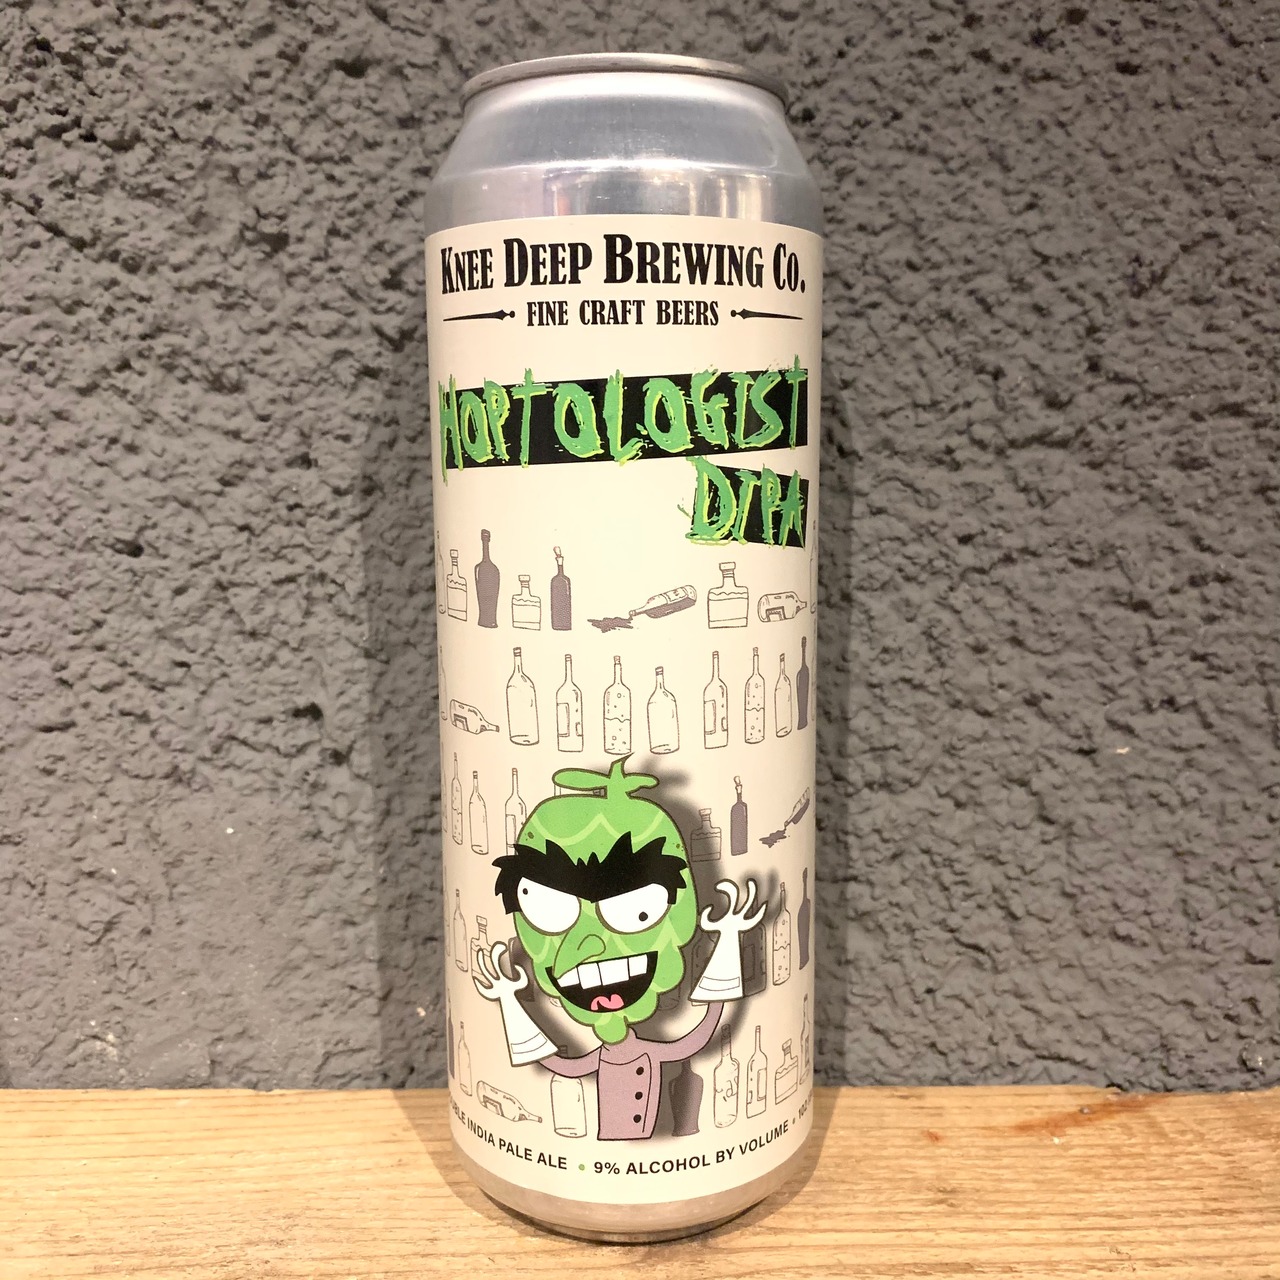 KNEE DEEP BREWING CO.
FINE CRAFT BEERS
HOPTOLOGIST
DIPA
INDIA PALE ALE • 9% ALCOHOL BY VOLUME •